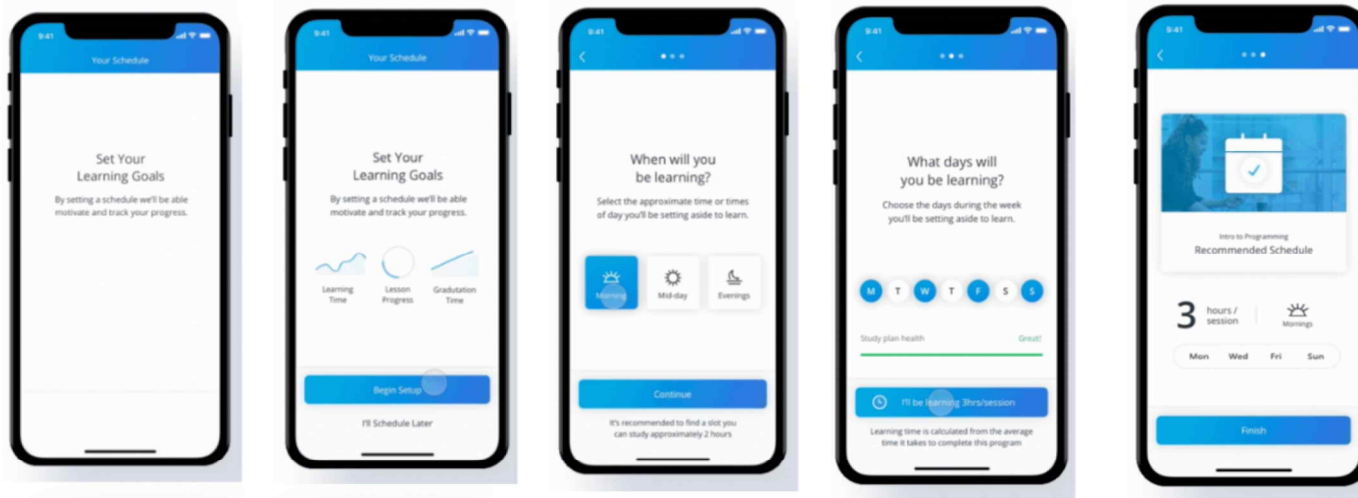 9:41
Your Schedule
Set Your
Learning Goals
By setting a schedule we'll be able
motivate and track your progress.
9:41
Your Schedule
Set Your
Learning Goals
By setting a schedule we'll be able
motivate and track your progress.
Learning
Time
Lesson
Progress
Gradutation
Time
Begin Setup
I'll Schedule Later
9:41
When will you
be learning?
Select the approximate time or times
of day you'll be setting aside to learn.
Morning
Mid-day
Evenings
Continue
It's recommended to find a slot you
can study approximately 2 hours
9:41
What days will
you be learning?
Choose the days during the week
you'll be setting aside to learn.
M T W T F S S
Study plan health
Great!
I'll be learning 3hrs/session
Learning time is calculated from the average
time it takes to complete this program
9:41
Intro to Programming
Recommended Schedule
3 hours /
session
Mornings
Mon Wed Fri Sun
Finish